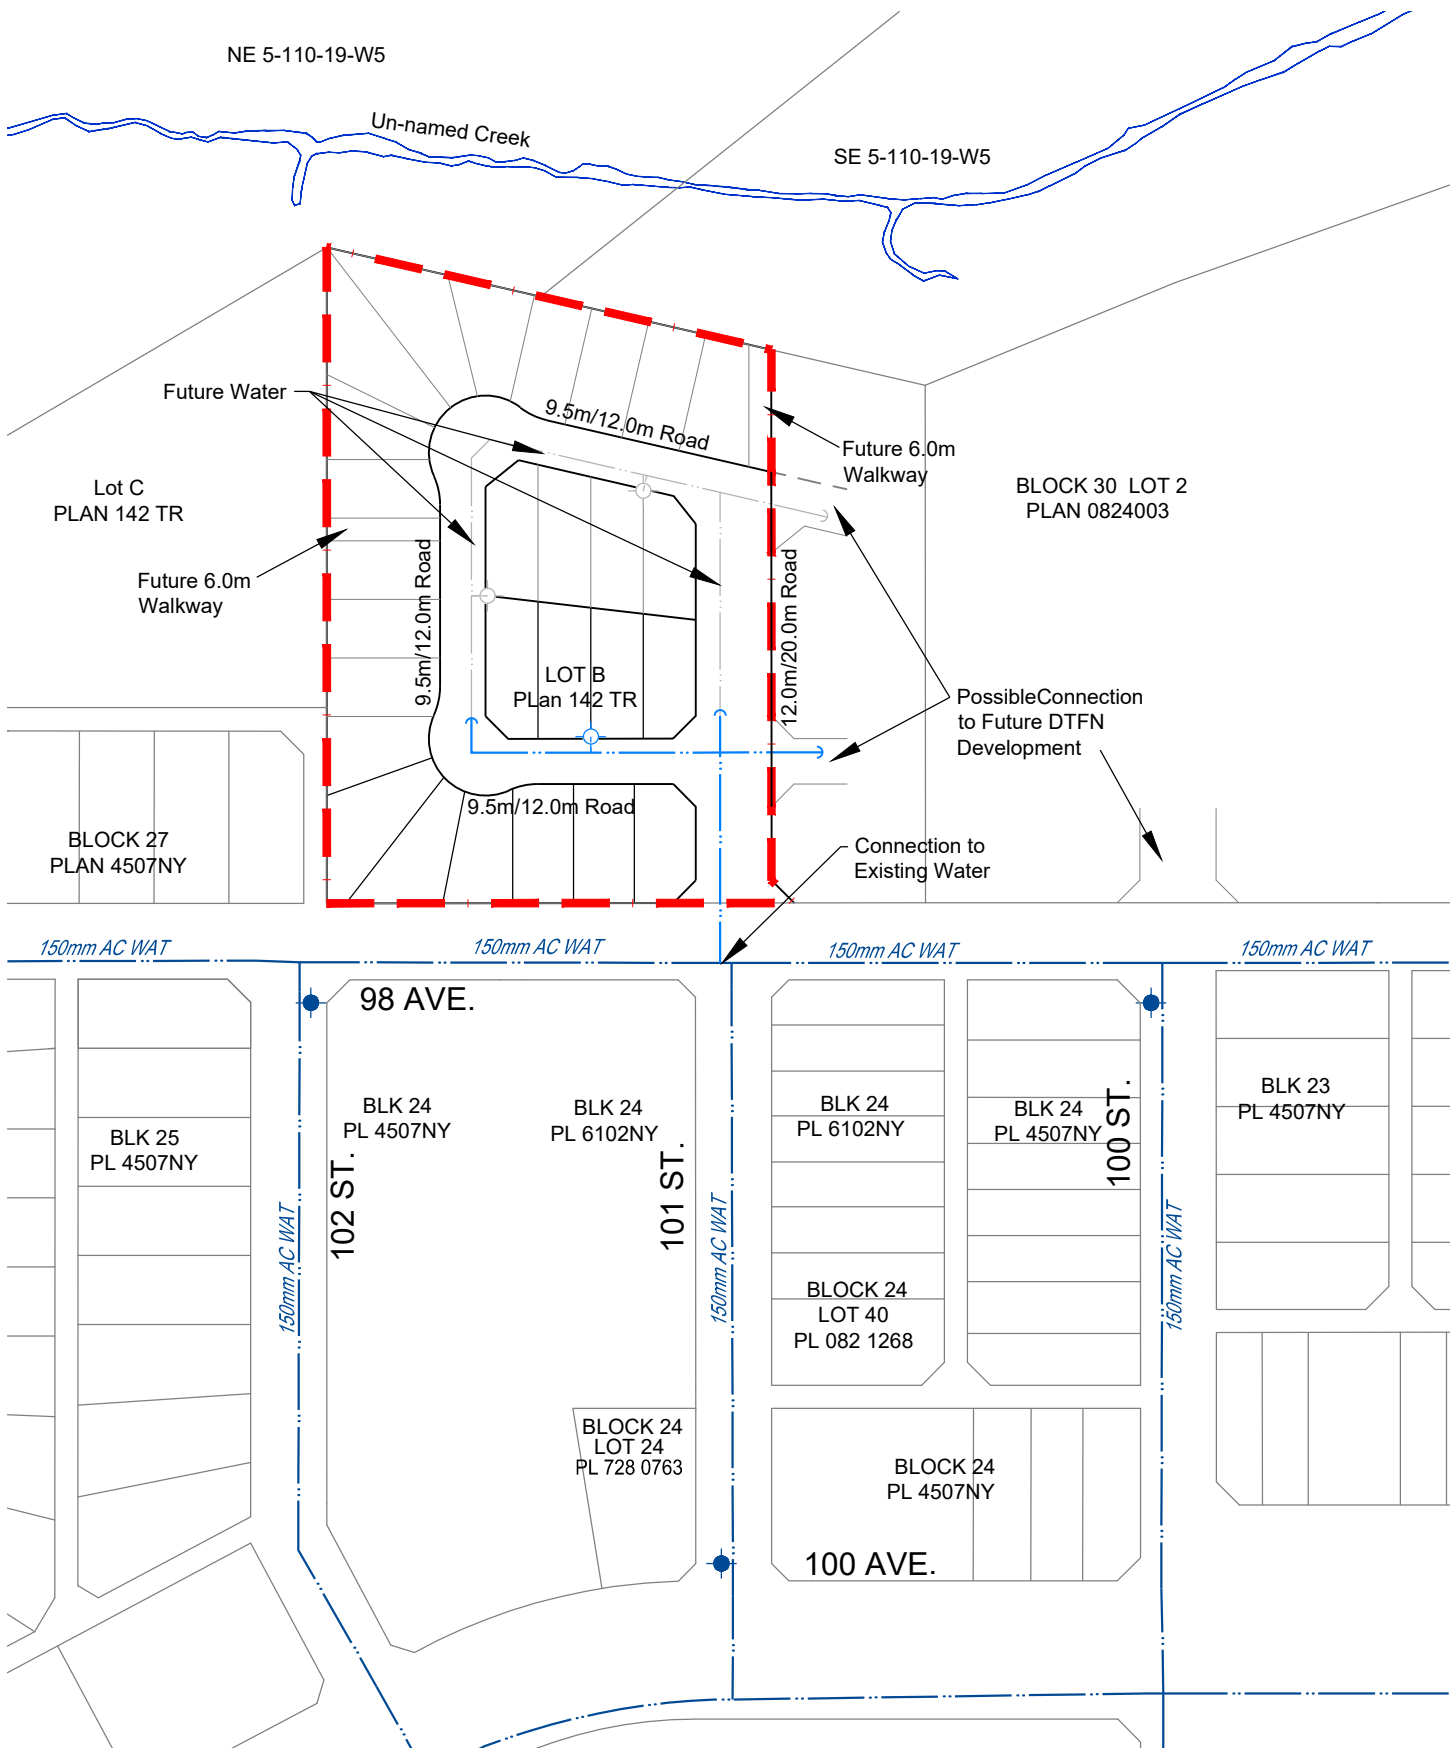 NE 5-110-19-W5
Un-named Creek
SE 5-110-19-W5
Future Water
9.5m/12.0m Road
Future 6.0m
Walkway
Lot C
PLAN 142 TR
BLOCK 30 LOT 2
PLAN 0824003
Future 6.0m
Walkway
9.5m/12.0m Road
12.0m/20.0m Road
LOT B
PLan 142 TR
PossibleConnection
to Future DTFN
Development
9.5m/12.0m Road
BLOCK 27
PLAN 4507NY
Connection to
Existing Water
150mm AC WAT
150mm AC WAT
150mm AC WAT
150mm AC WAT
98 AVE.
BLK 25
PL 4507NY
BLK 24
PL 4507NY
BLK 24
PL 6102NY
BLK 24
PL 6102NY
BLK 24
PL 4507NY
BLK 23
PL 4507NY
102 ST.
101 ST.
100 ST.
150mm AC WAT
150mm AC WAT
150mm AC WAT
BLOCK 24
LOT 40
PL 082 1268
BLOCK 24
LOT 24
PL 728 0763
BLOCK 24
PL 4507NY
100 AVE.